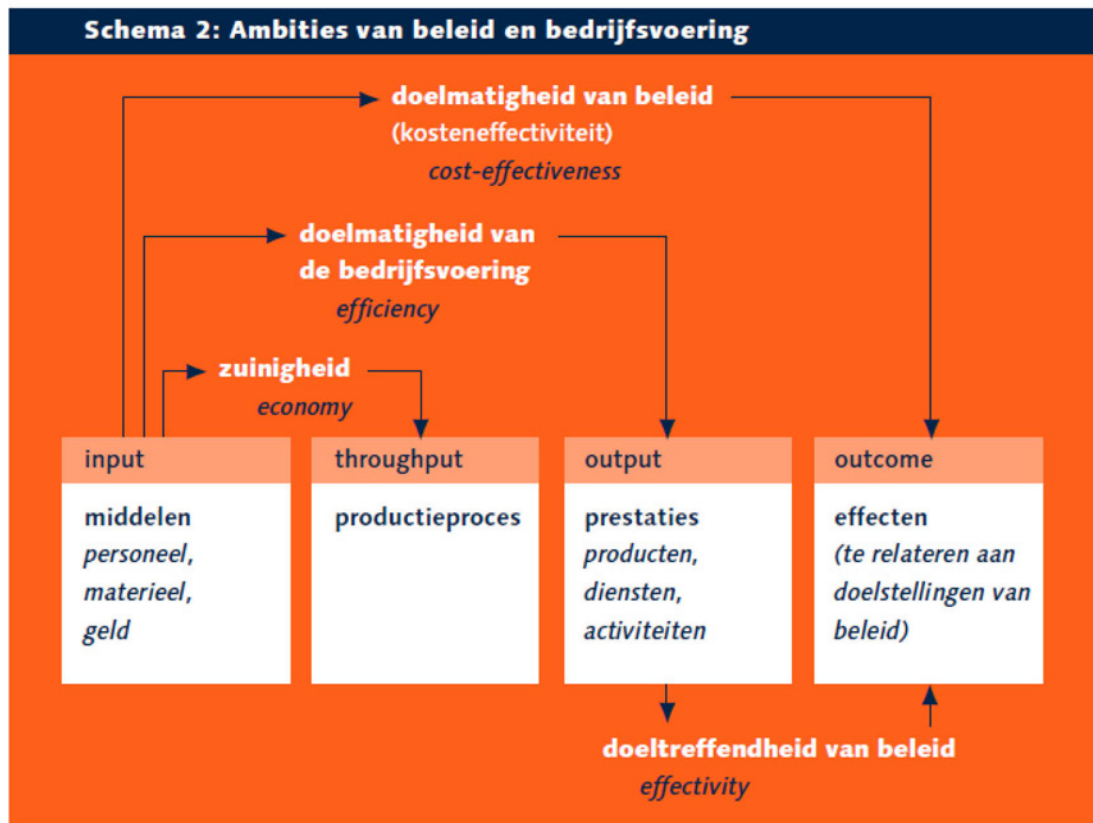 Schema 2: Ambities van beleid en bedrijfsvoering
doelmatigheid van beleid
(kosteneffectiviteit)
cost-effectiveness
doelmatigheid van
de bedrijfsvoering
efficiency
zuinigheid
economy
input
middelen
personeel,
materieel,
geld
throughput
productieproces
output
prestaties
producten,
diensten,
activiteiten
outcome
effecten
(te relateren aan
doelstellingen van
beleid)
doeltreffendheid van beleid
effectivity